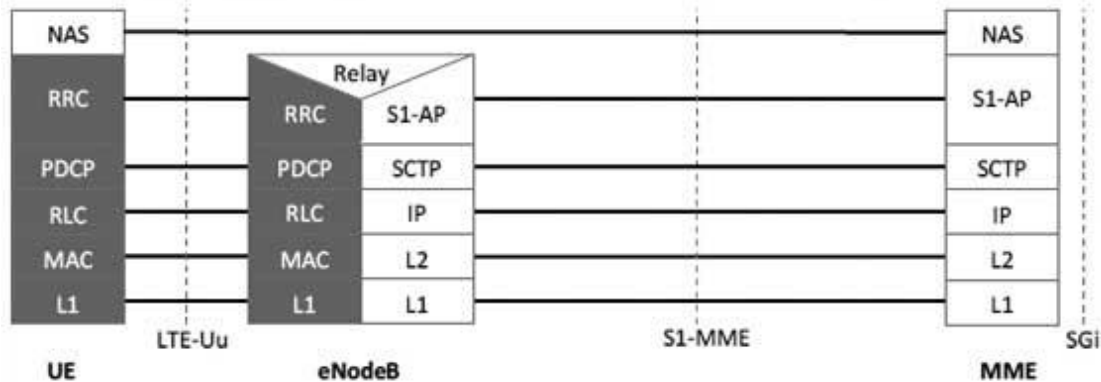 NAS
NAS
Relay
RRC
RRC
S1-AP
S1-AP
PDCP
PDCP
SCTP
SCTP
RLC
RLC
IP
IP
MAC
MAC
L2
L2
L1
L1
L1
L1
LTE-Uu
S1-MME
SGi
UE
eNodeB
MME